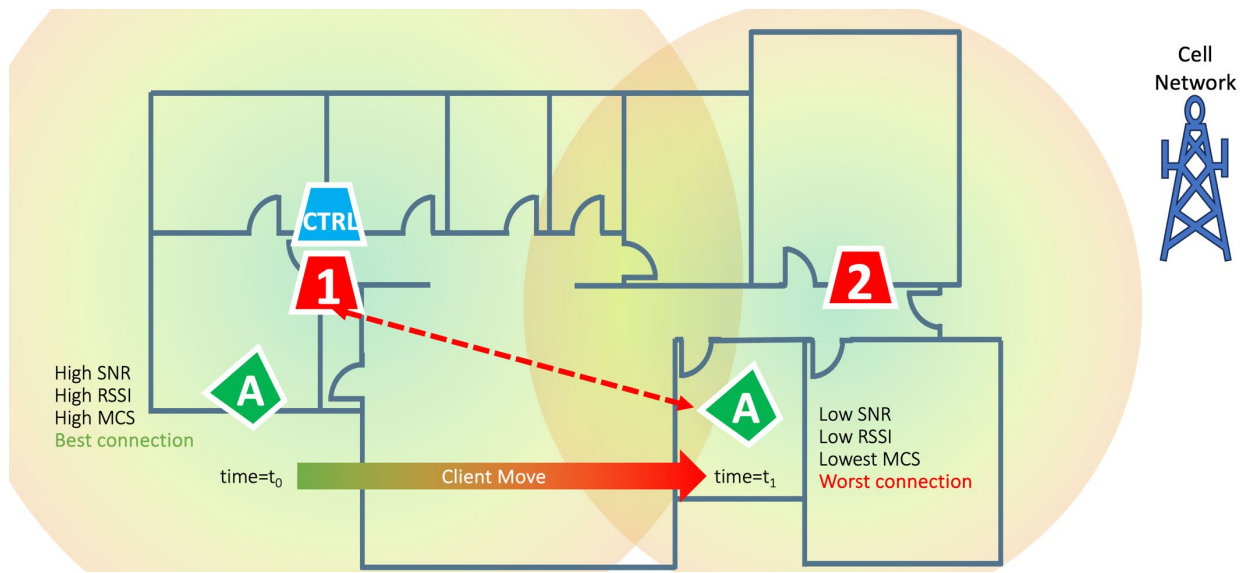 Cell
Network
CTRL
1
2
A
A
High SNR
High RSSI
High MCS
Best connection
Low SNR
Low RSSI
Lowest MCS
Worst connection
time=t₀
Client Move
time=t₁